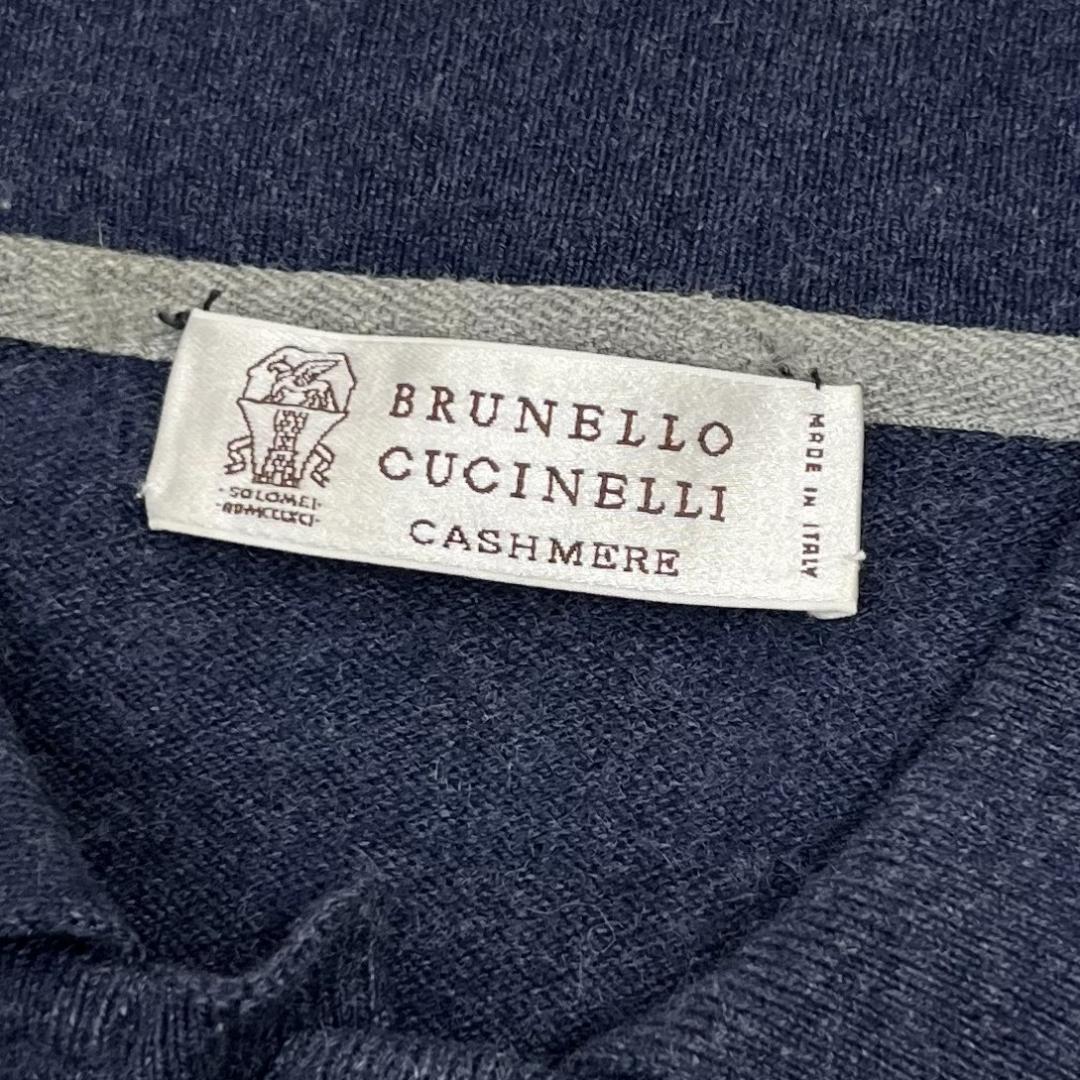 BRUNELLO
CUCINELLI
CASHMERE
MADE IN ITALY
·SOLOMEI·